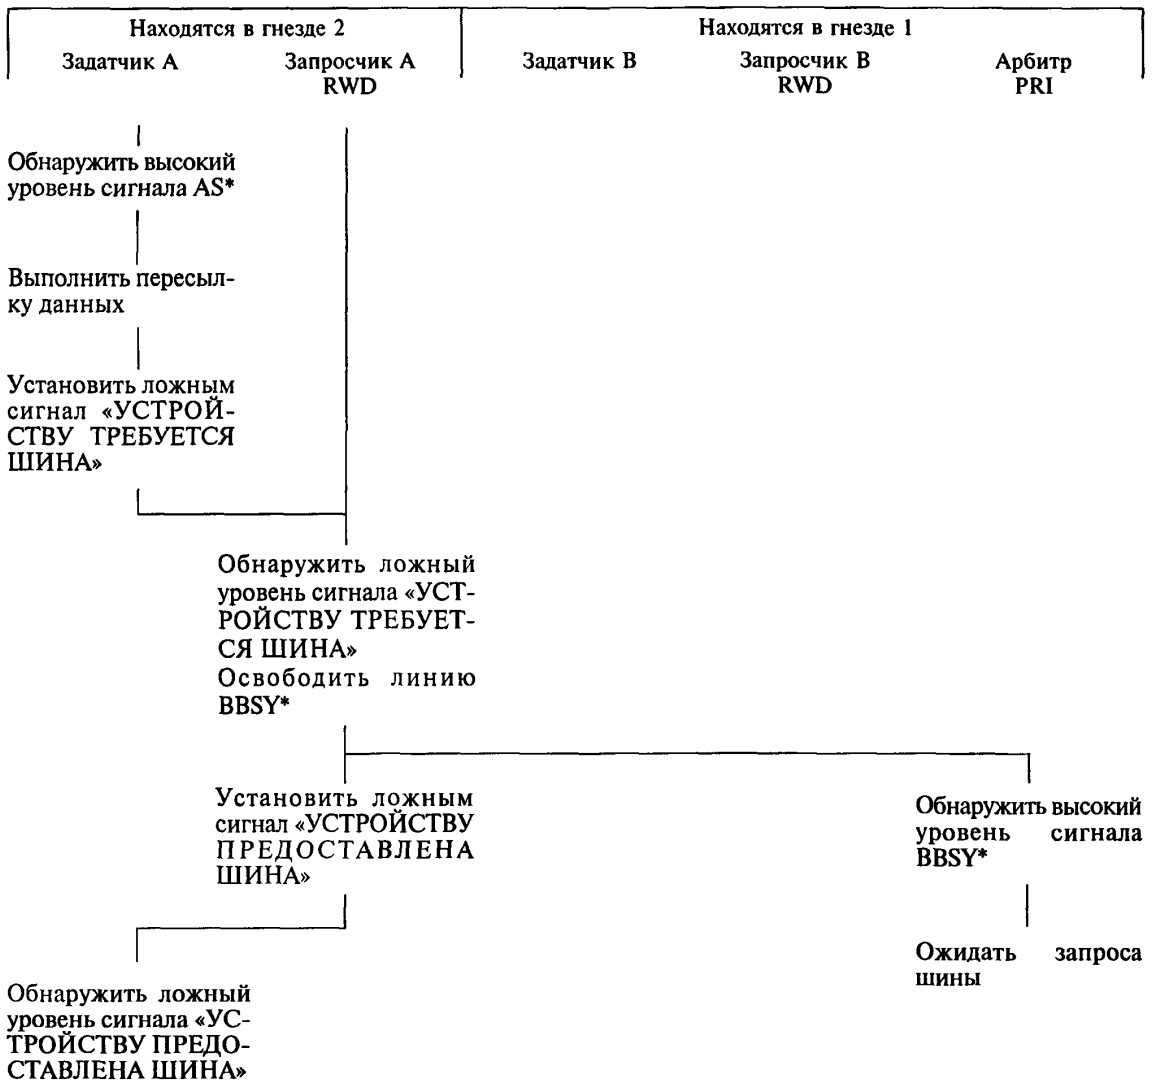 Находятся в гнезде 2
Находятся в гнезде 1
Задатчик А
Запросчик А
RWD
Задатчик В
Запросчик В
RWD
Арбитр
PRI
Обнаружить высокий
уровень сигнала AS*
Выполнить пересыл-
ку данных
Установить ложным
сигнал «УСТРОЙ-
СТВУ ТРЕБУЕТСЯ
ШИНА»
Обнаружить ложный
уровень сигнала «УСТ-
РОЙСТВУ ТРЕБУЕТ-
СЯ ШИНА»
Освободить линию
BBSY*
Установить ложным
сигнал «УСТРОЙСТВУ
ПРЕДОСТАВЛЕНА
ШИНА»
Обнаружить высокий
уровень сигнала
BBSY*
Ожидать запроса
шины
Обнаружить ложный
уровень сигнала «УС-
ТРОЙСТВУ ПРЕДО-
СТАВЛЕНА ШИНА»